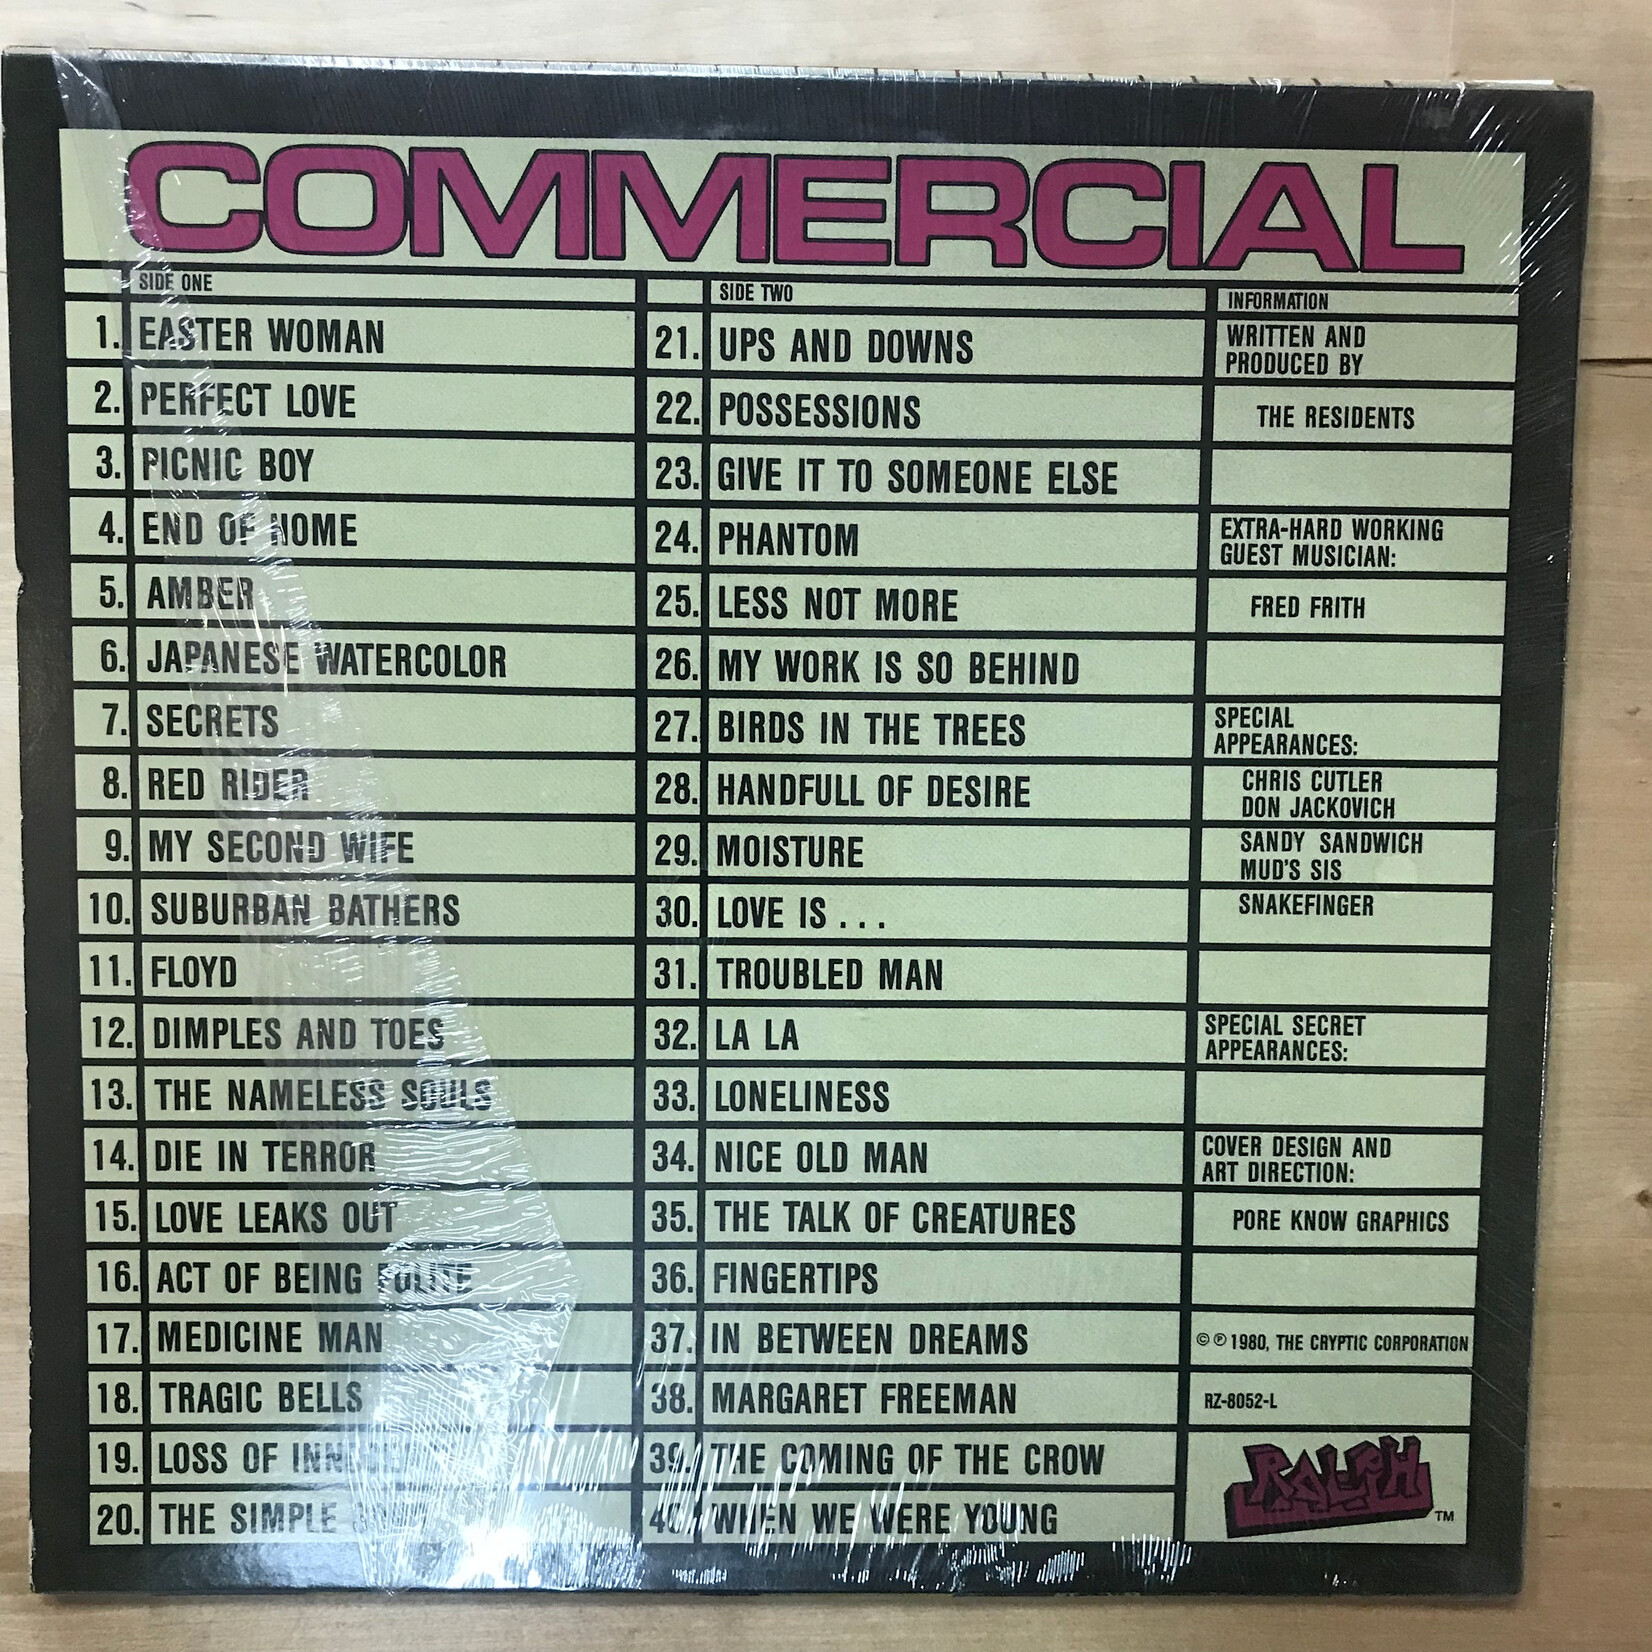 COMMERCIAL
SIDE ONE
1. EASTER WOMAN
2. PERFECT LOVE
3. PICNIC BOY
4. END OF HOME
5. AMBER
6. JAPANESE WATERCOLOR
7. SECRETS
8. RED RIDER
9. MY SECOND WIFE
10. SUBURBAN BATHERS
11. FLOYD
12. DIMPLES AND TOES
13. THE NAMELESS SOULS
14. DIE IN TERROR
15. LOVE LEAKS OUT
16. ACT OF BEING POLITE
17. MEDICINE MAN
18. TRAGIC BELLS
19. LOSS OF
20. THE SIMPLE
SIDE TWO
21. UPS AND DOWNS
22. POSSESSIONS
23. GIVE IT TO SOMEONE ELSE
24. PHANTOM
25. LESS NOT MORE
26. MY WORK IS SO BEHIND
27. BIRDS IN THE TREES
28. HANDFULL OF DESIRE
29. MOISTURE
30. LOVE IS . . .
31. TROUBLED MAN
32. LA LA
33. LONELINESS
34. NICE OLD MAN
35. THE TALK OF CREATURES
36. FINGERTIPS
37. IN BETWEEN DREAMS
38. MARGARET FREEMAN
39. THE COMING OF THE CROW
40. WHEN WE WERE YOUNG
INFORMATION
WRITTEN AND
PRODUCED BY
THE RESIDENTS
EXTRA-HARD WORKING
GUEST MUSICIAN:
FRED FRITH
SPECIAL
APPEARANCES:
CHRIS CUTLER
DON JACKOVICH
SANDY SANDWICH
MUD'S SIS
SNAKEFINGER
SPECIAL SECRET
APPEARANCES:
COVER DESIGN AND
ART DIRECTION:
PORE KNOW GRAPHICS
© ℗ 1980, THE CRYPTIC CORPORATION
RZ-8052-L
RALPH
TM